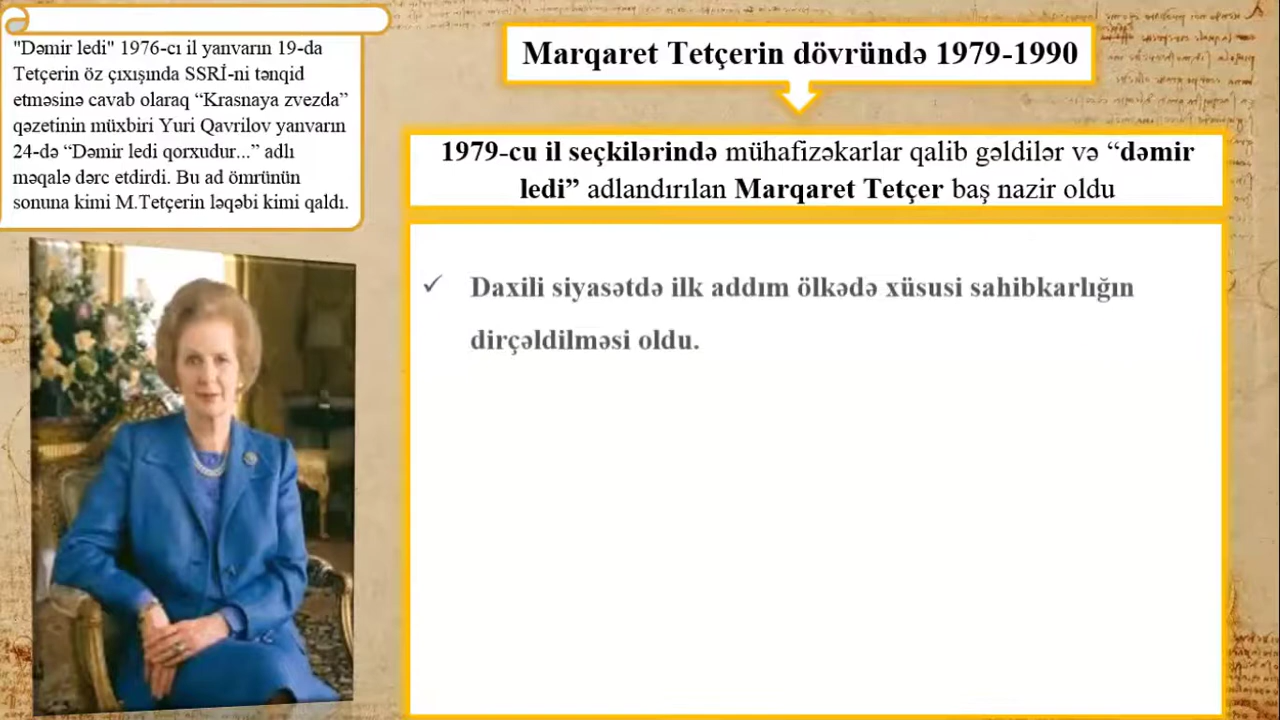 "Dəmir ledi" 1976-cı il yanvarın 19-da
Tetçerin öz çıxışında SSRİ-ni tənqid
etməsinə cavab olaraq “Krasnaya zvezda”
qəzetinin müxbiri Yuri Qavrilov yanvarın
24-də “Dəmir ledi qorxudur...” adlı
məqalə dərc etdirdi. Bu ad ömrünün
sonuna kimi M.Tetçerin ləqəbi kimi qaldı.
Marqaret Tetçerin dövründə 1979-1990
1979-cu il seçkilərində mühafizəkarlar qalib gəldilər və “dəmir
ledi” adlandırılan Marqaret Tetçer baş nazir oldu
✓ Daxili siyasətdə ilk addım ölkədə xüsusi sahibkarlığın
dirçəldilməsi oldu.